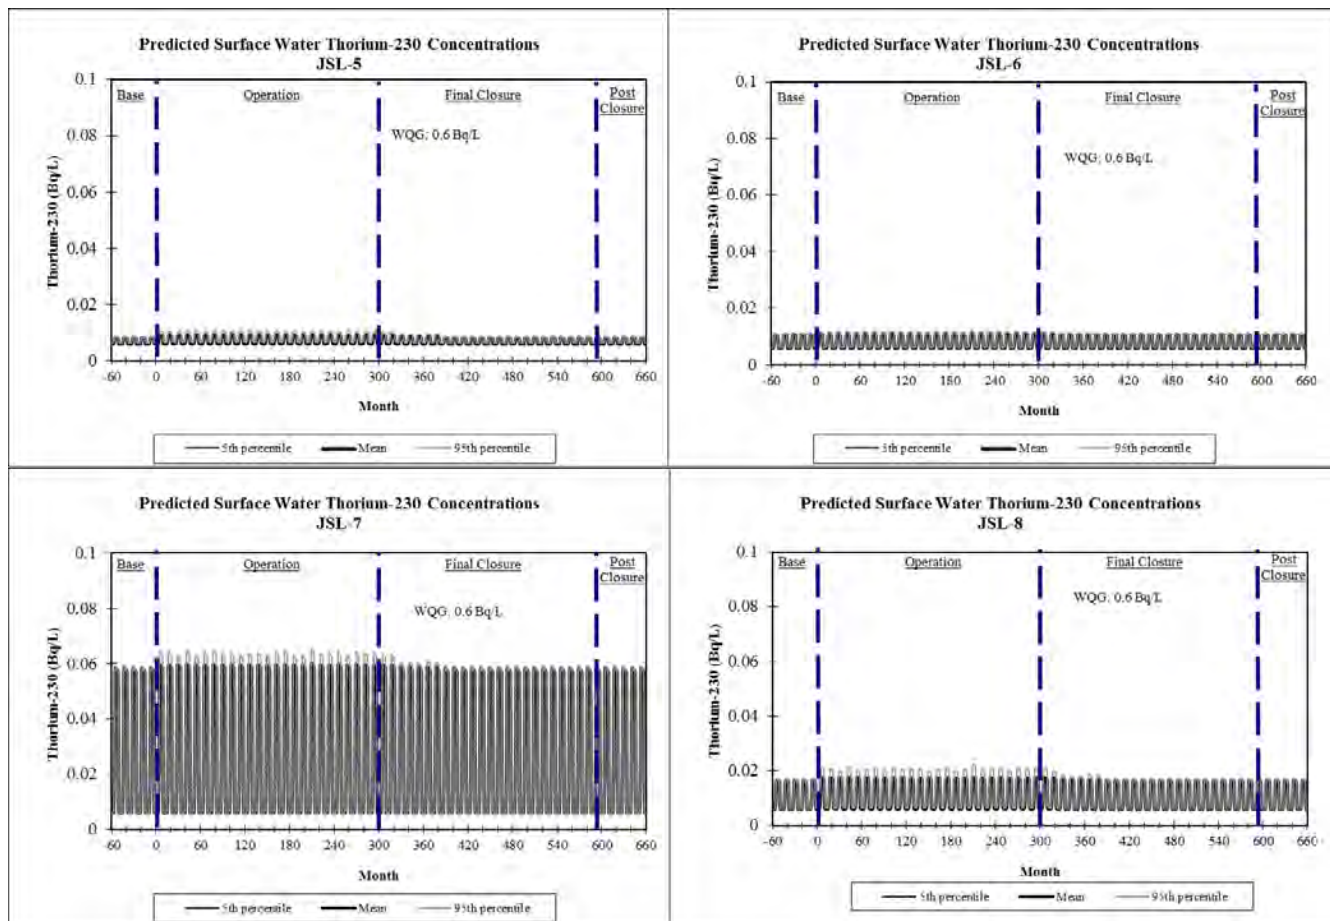 Predicted Surface Water Thorium-230 Concentrations
JSL-5
0.1
0.08
0.06
0.04
0.02
0
Thorium-230 (Bq/L)
Base
Operation
Final Closure
Post
Closure
WQG: 0.6 Bq/L
-60 0 60 120 180 240 300 360 420 480 540 600 660
Month
5th percentile Mean 95th percentile
Predicted Surface Water Thorium-230 Concentrations
JSL-6
0.1
0.08
0.06
0.04
0.02
0
Thorium-230 (Bq/L)
Base
Operation
Final Closure
Post
Closure
WQG: 0.6 Bq/L
-60 0 60 120 180 240 300 360 420 480 540 600 660
Month
5th percentile Mean 95th percentile
Predicted Surface Water Thorium-230 Concentrations
JSL-7
0.1
0.08
0.06
0.04
0.02
0
Thorium-230 (Bq/L)
Base
Operation
Final Closure
Post
Closure
WQG: 0.6 Bq/L
-60 0 60 120 180 240 300 360 420 480 540 600 660
Month
5th percentile Mean 95th percentile
Predicted Surface Water Thorium-230 Concentrations
JSL-8
0.1
0.08
0.06
0.04
0.02
0
Thorium-230 (Bq/L)
Base
Operation
Final Closure
Post
Closure
WQG: 0.6 Bq/L
-60 0 60 120 180 240 300 360 420 480 540 600 660
Month
5th percentile Mean 95th percentile